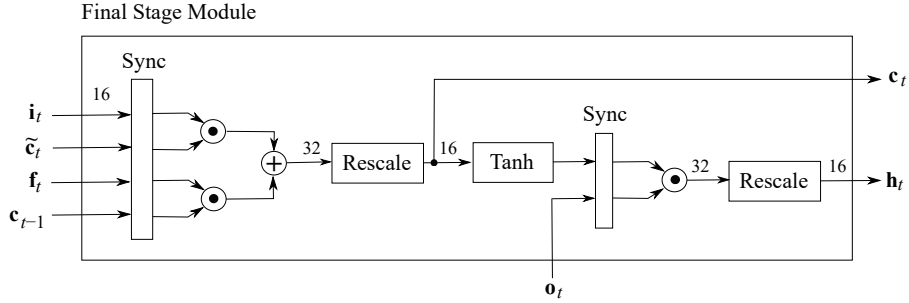 Final Stage Module
Sync
16
i_t
c̃_t
f_t
c_{t−1}
32
Rescale
16
Tanh
Sync
32
Rescale
16
c_t
h_t
o_t